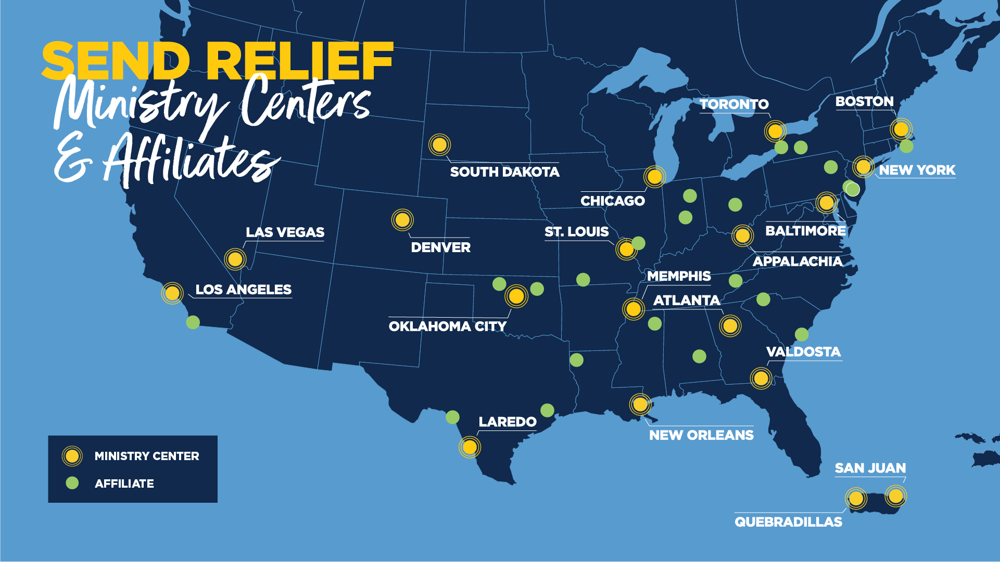 SEND RELIEF
Ministry Centers
& Affiliates
TORONTO
BOSTON
SOUTH DAKOTA
NEW YORK
CHICAGO
LAS VEGAS
DENVER
ST. LOUIS
BALTIMORE
APPALACHIA
LOS ANGELES
MEMPHIS
ATLANTA
OKLAHOMA CITY
VALDOSTA
LAREDO
NEW ORLEANS
MINISTRY CENTER
AFFILIATE
SAN JUAN
QUEBRADILLAS